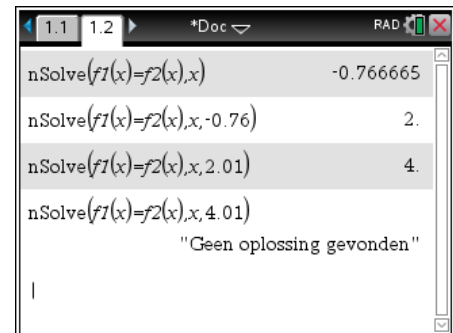 1.1 1.2 *Doc RAD
nSolve(f1(x)=f2(x),x) -0.766665
nSolve(f1(x)=f2(x),x,-0.76) 2.
nSolve(f1(x)=f2(x),x,2.01) 4.
nSolve(f1(x)=f2(x),x,4.01)
"Geen oplossing gevonden"